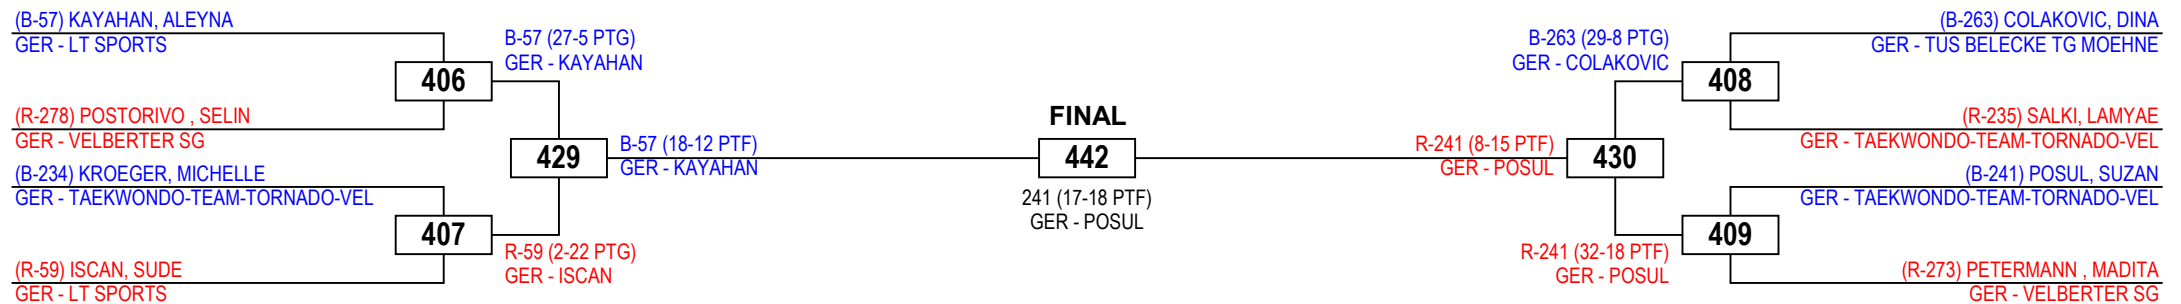 (B-57) KAYAHAN, ALEYNA
GER - LT SPORTS
406
B-57 (27-5 PTG)
GER - KAYAHAN
(R-278) POSTORIVO , SELIN
GER - VELBERTER SG
429
B-57 (18-12 PTF)
GER - KAYAHAN
(B-234) KROEGER, MICHELLE
GER - TAEKWONDO-TEAM-TORNADO-VEL
407
R-59 (2-22 PTG)
GER - ISCAN
(R-59) ISCAN, SUDE
GER - LT SPORTS
FINAL
442
241 (17-18 PTF)
GER - POSUL
B-263 (29-8 PTG)
GER - COLAKOVIC
408
(B-263) COLAKOVIC, DINA
GER - TUS BELECKE TG MOEHNE
(R-235) SALKI, LAMYAE
GER - TAEKWONDO-TEAM-TORNADO-VEL
R-241 (8-15 PTF)
GER - POSUL
430
(B-241) POSUL, SUZAN
GER - TAEKWONDO-TEAM-TORNADO-VEL
R-241 (32-18 PTF)
GER - POSUL
409
(R-273) PETERMANN , MADITA
GER - VELBERTER SG